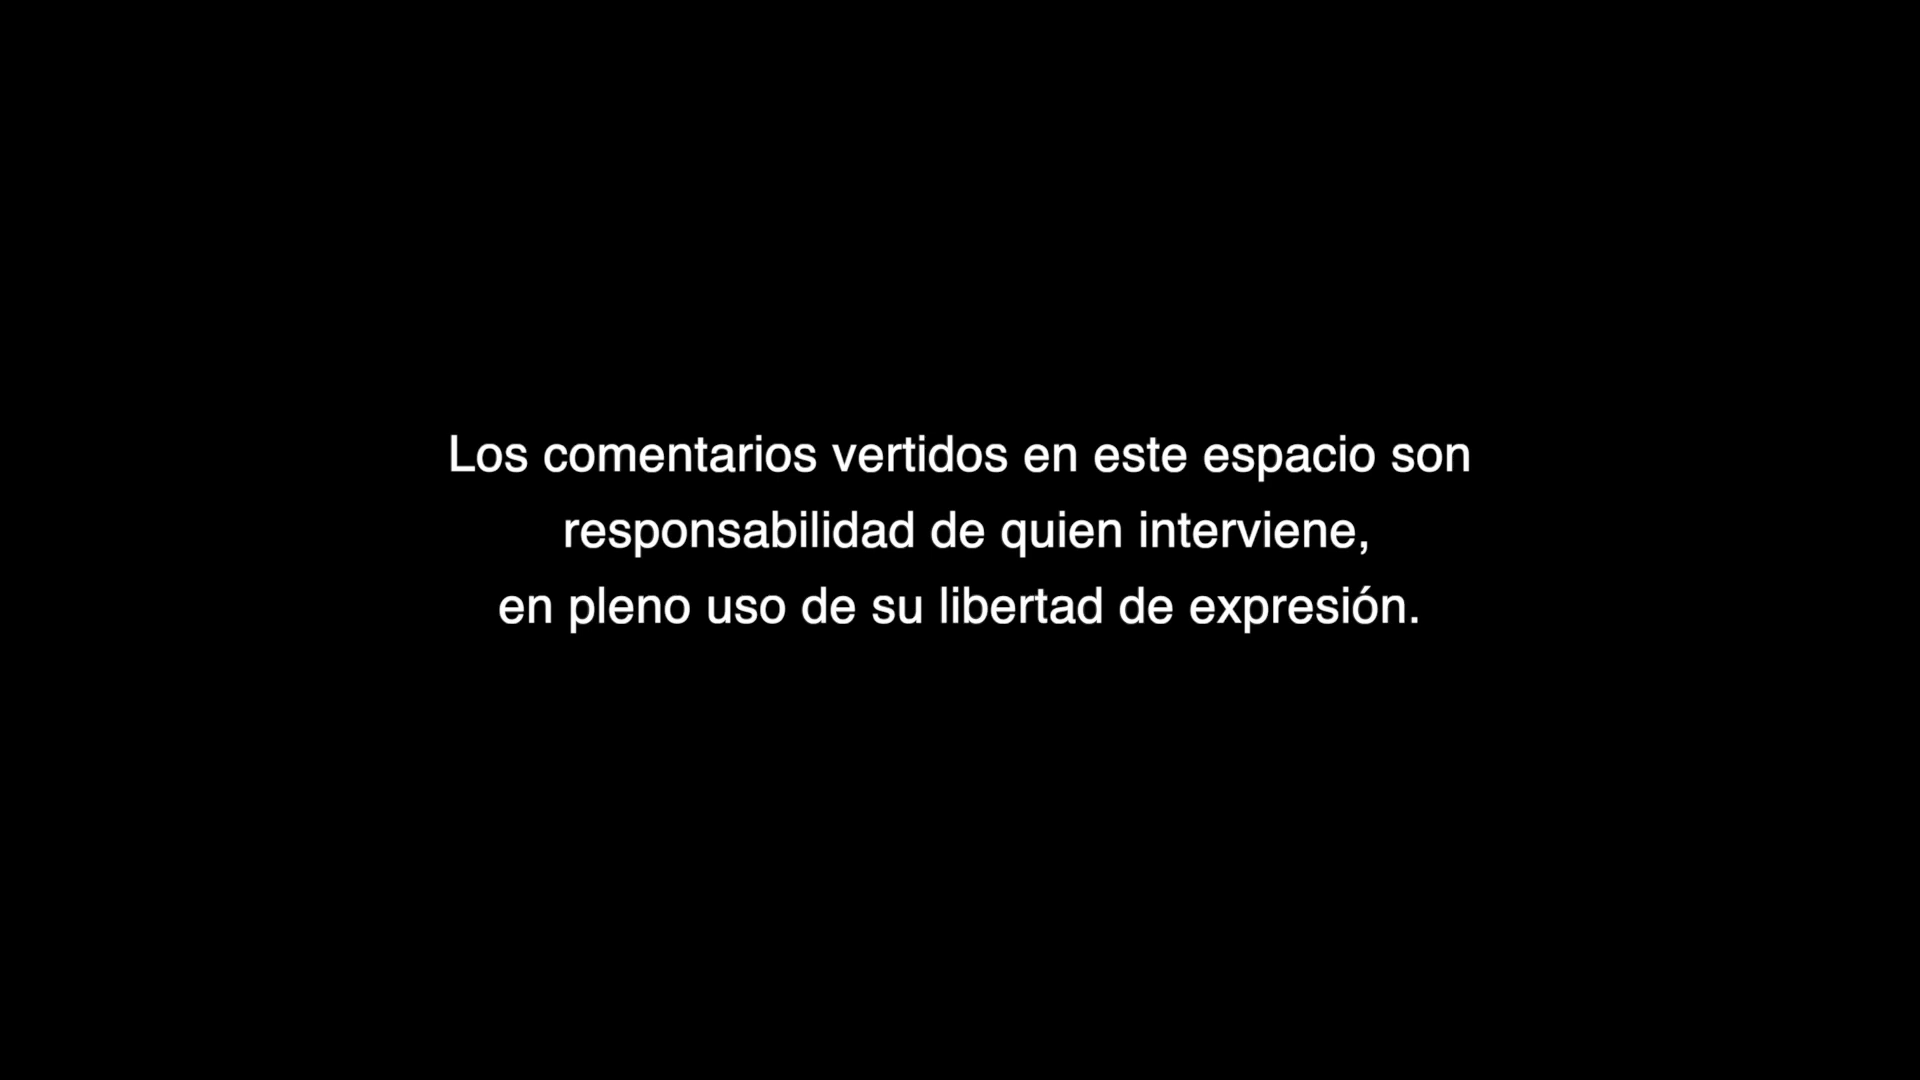 Los comentarios vertidos en este espacio son
responsabilidad de quien interviene,
en pleno uso de su libertad de expresión.